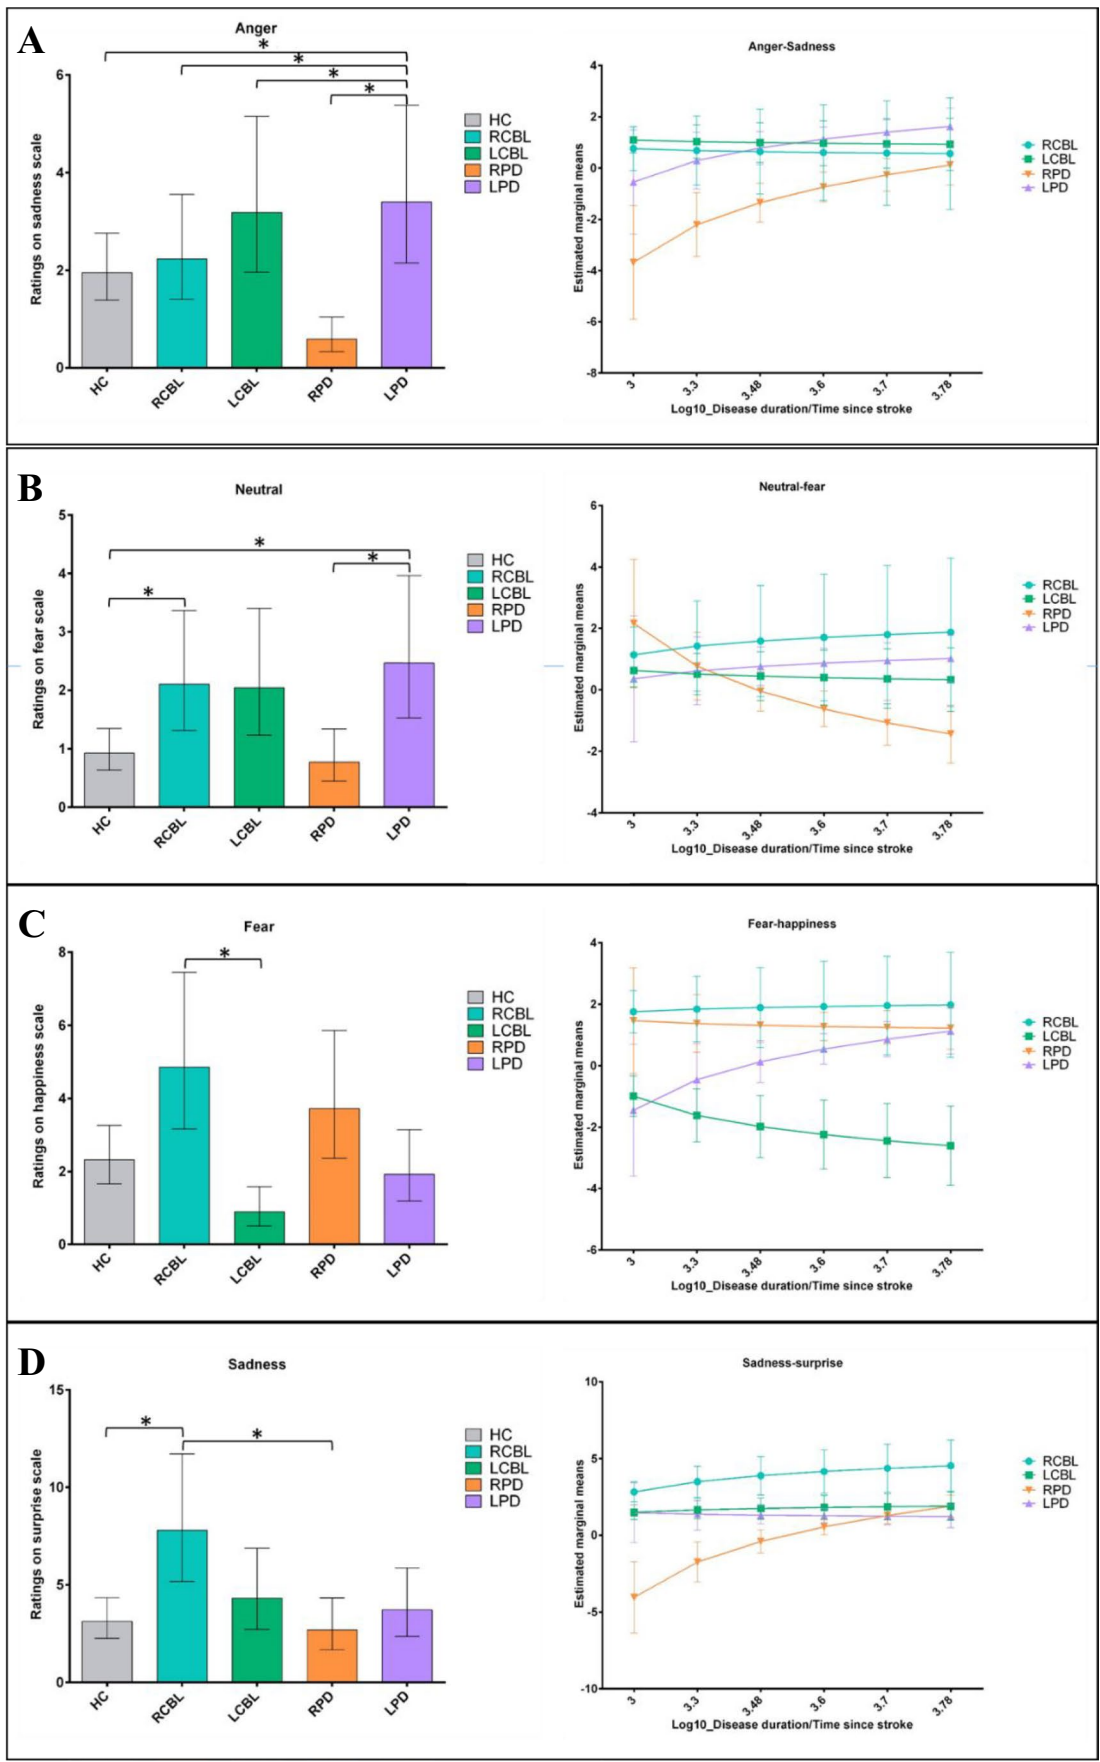 A
Anger
*
*
*
*
6
4
2
0
Ratings on sadness scale
HC
RCBL
LCBL
RPD
LPD
HC
RCBL
LCBL
RPD
LPD
Anger-Sadness
4
2
0
-2
-4
-6
-8
Estimated marginal means
3
3.3
3.48
3.6
3.7
3.78
Log10_Disease duration/Time since stroke
RCBL
LCBL
RPD
LPD
B
Neutral
*
*
*
5
4
3
2
1
0
Ratings on fear scale
HC
RCBL
LCBL
RPD
LPD
HC
RCBL
LCBL
RPD
LPD
Neutral-fear
6
4
2
0
-2
-4
Estimated marginal means
3
3.3
3.48
3.6
3.7
3.78
Log10_Disease duration/Time since stroke
RCBL
LCBL
RPD
LPD
C
Fear
*
8
6
4
2
0
Ratings on happiness scale
HC
RCBL
LCBL
RPD
LPD
HC
RCBL
LCBL
RPD
LPD
Fear-happiness
4
2
0
-2
-4
-6
Estimated marginal means
3
3.3
3.48
3.6
3.7
3.78
Log10_Disease duration/Time since stroke
RCBL
LCBL
RPD
LPD
D
Sadness
*
*
15
10
5
0
Ratings on surprise scale
HC
RCBL
LCBL
RPD
LPD
HC
RCBL
LCBL
RPD
LPD
Sadness-surprise
10
5
0
-5
-10
Estimated marginal means
3
3.3
3.48
3.6
3.7
3.78
Log10_Disease duration/Time since stroke
RCBL
LCBL
RPD
LPD